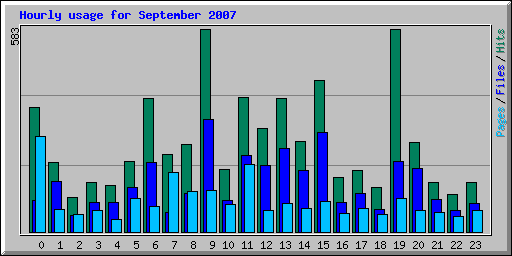 Hourly usage for September 2007
583
Pages/Files/Hits
0 1 2 3 4 5 6 7 8 9 10 11 12 13 14 15 16 17 18 19 20 21 22 23